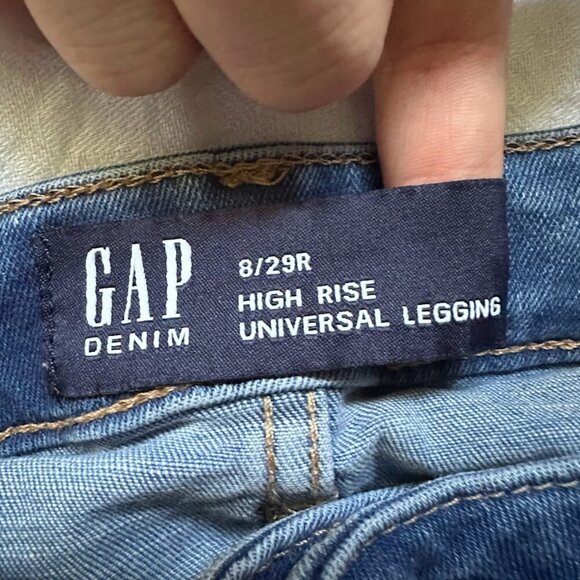 GAP
DENIM
8/29R
HIGH RISE
UNIVERSAL LEGGING